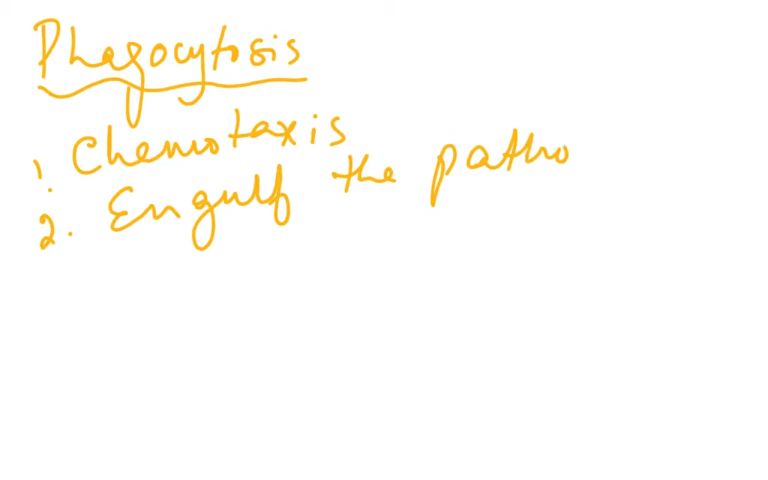 Phagocytosis
1. Chemotaxis
2. Engulf the patho